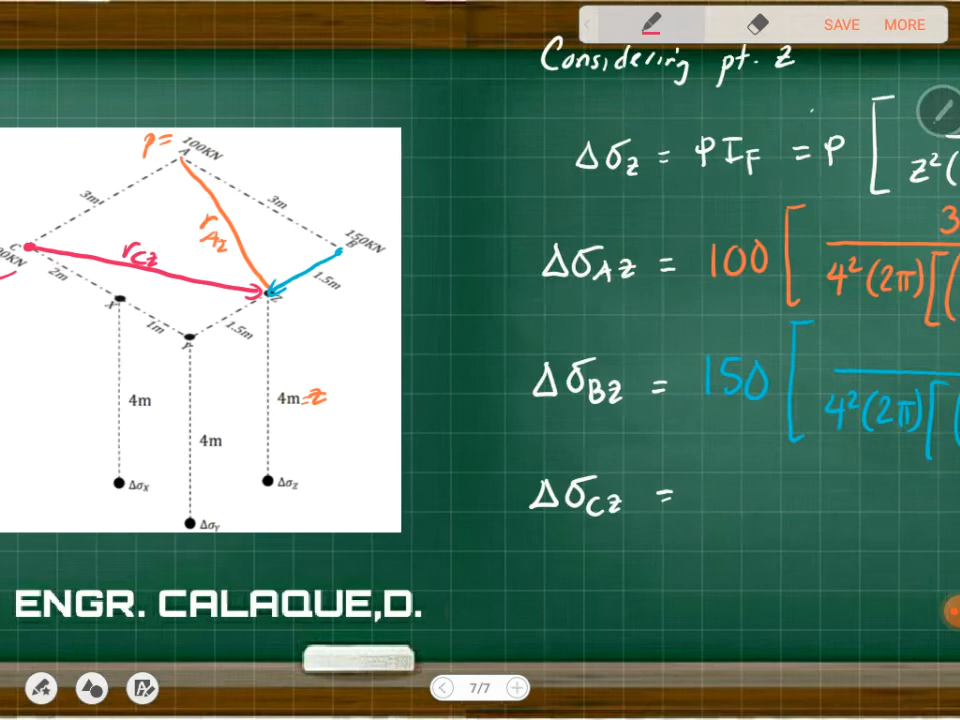 SAVE MORE
Considering pt. z
Δσz = PIF = P [ z²(
P=
100KN
A
3m
3m
rAz
ΔσAz = 100 [ 3
4²(2π)[(
150KN
B
C
rCz
2m
1.5m
X
Z
1m
1.5m
Y
ΔσBz = 150 [
4²(2π)[(
4m
4m=z
4m
ΔσX
ΔσZ
ΔσCz =
ΔσY
ENGR. CALAQUE,D.
7/7